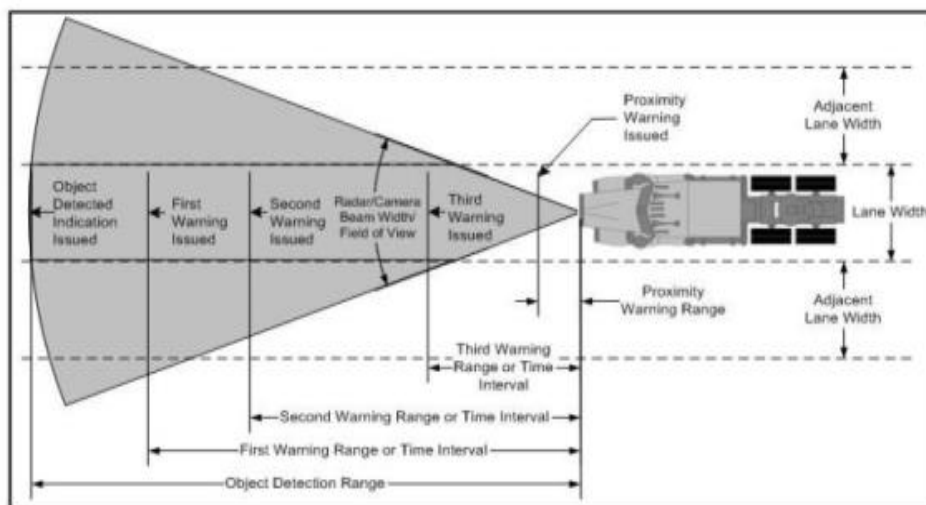 Proximity
Warning
Issued
Adjacent
Lane Width
Object
Detected
Indication
Issued
First
Warning
Issued
Second
Warning
Issued
Radar/Camera
Beam Width/
Field of View
Third
Warning
Issued
Lane Width
Proximity
Warning Range
Adjacent
Lane Width
Third Warning
Range or Time
Interval
Second Warning Range or Time Interval
First Warning Range or Time Interval
Object Detection Range